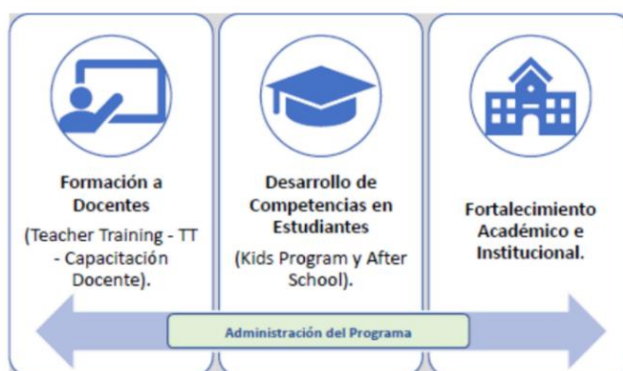 Formación a
Docentes
(Teacher Training - TT
- Capacitación
Docente).
Desarrollo de
Competencias en
Estudiantes
(Kids Program y After
School).
Fortalecimiento
Académico e
Institucional.
Administración del Programa